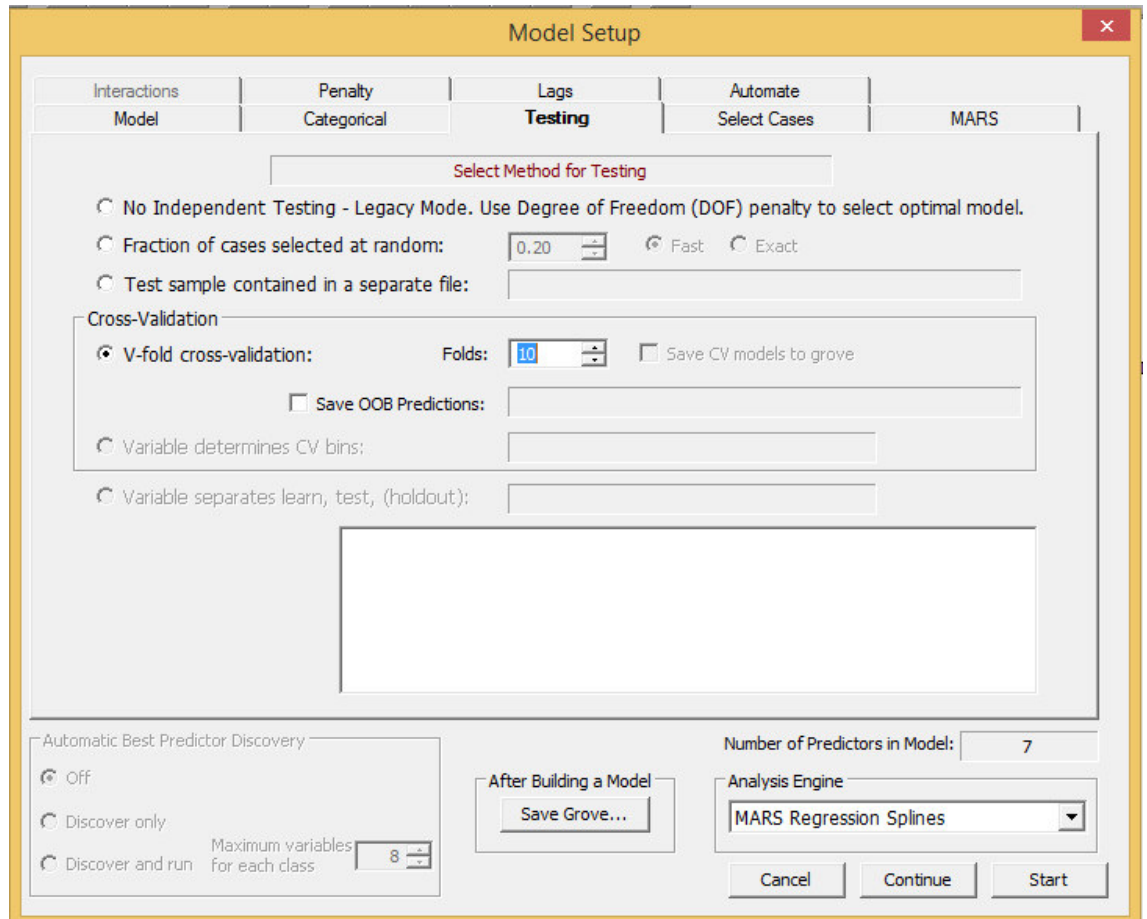 Model Setup
Interactions Penalty Lags Automate
Model Categorical Testing Select Cases MARS
Select Method for Testing
No Independent Testing - Legacy Mode. Use Degree of Freedom (DOF) penalty to select optimal model.
Fraction of cases selected at random: 0.20 Fast Exact
Test sample contained in a separate file:
Cross-Validation
V-fold cross-validation: Folds: 10 Save CV models to grove
Save OOB Predictions:
Variable determines CV bins:
Variable separates learn, test, (holdout):
Automatic Best Predictor Discovery
Off
Discover only
Discover and run
Maximum variables
for each class 8
After Building a Model
Save Grove...
Number of Predictors in Model: 7
Analysis Engine
MARS Regression Splines
Cancel Continue Start